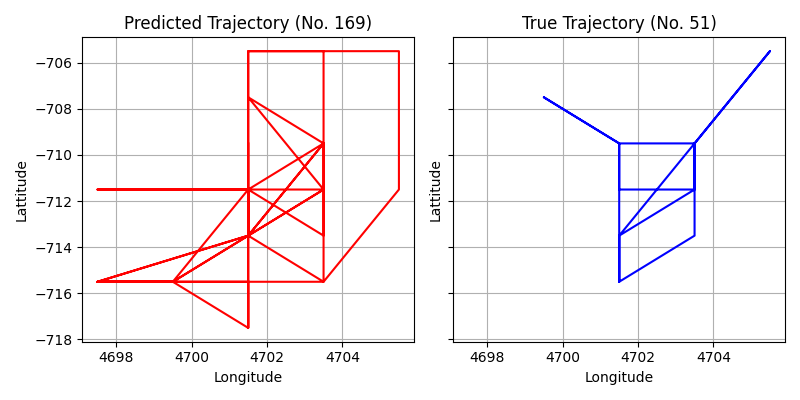 Predicted Trajectory (No. 169)
True Trajectory (No. 51)
Lattitude
−706
−708
−710
−712
−714
−716
−718
4698
4700
4702
4704
Longitude
Lattitude
4698
4700
4702
4704
Longitude